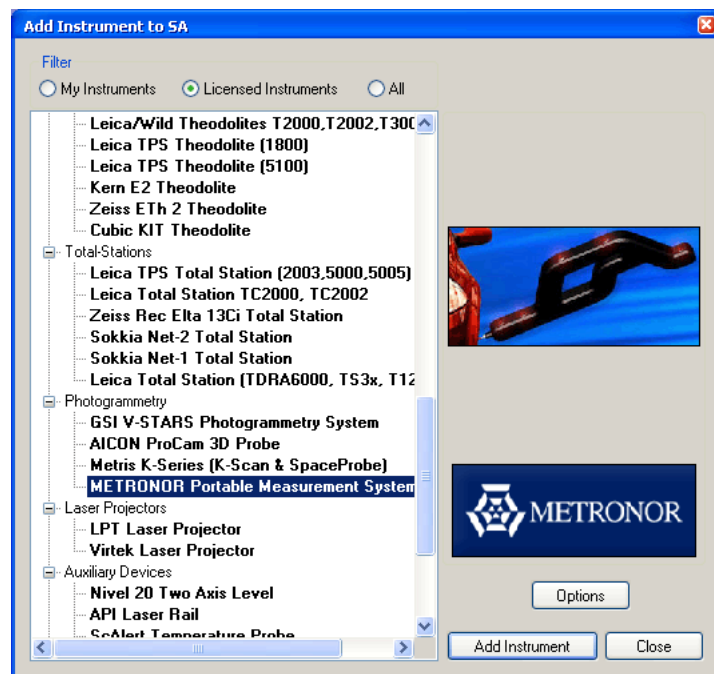 Add Instrument to SA
Filter
My Instruments Licensed Instruments All
Leica/Wild Theodolites T2000,T2002,T300
Leica TPS Theodolite (1800)
Leica TPS Theodolite (5100)
Kern E2 Theodolite
Zeiss ETh 2 Theodolite
Cubic KIT Theodolite
Total-Stations
Leica TPS Total Station (2003,5000,5005)
Leica Total Station TC2000, TC2002
Zeiss Rec Elta 13Ci Total Station
Sokkia Net-2 Total Station
Sokkia Net-1 Total Station
Leica Total Station (TDRA6000, TS3x, T12
Photogrammetry
GSI V-STARS Photogrammetry System
AICON ProCam 3D Probe
Metris K-Series (K-Scan & SpaceProbe)
METRONOR Portable Measurement System
METRONOR
Laser Projectors
LPT Laser Projector
Virtek Laser Projector
Auxiliary Devices
Nivel 20 Two Axis Level
API Laser Rail
ScAlert Temperature Probe
Options
Add Instrument Close